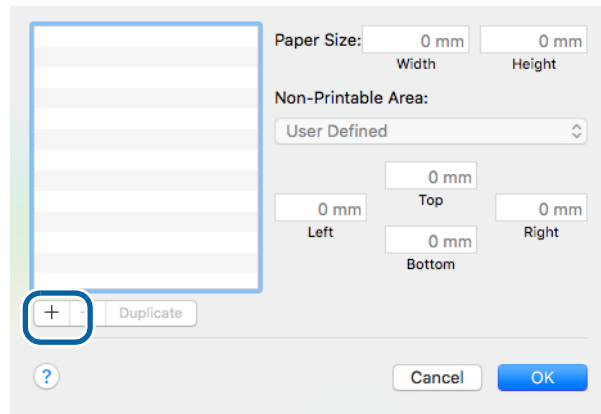 Paper Size: 0 mm 0 mm
Width Height
Non-Printable Area:
User Defined
0 mm
Top
0 mm 0 mm
Left Right
0 mm
Bottom
+ - Duplicate
? Cancel OK